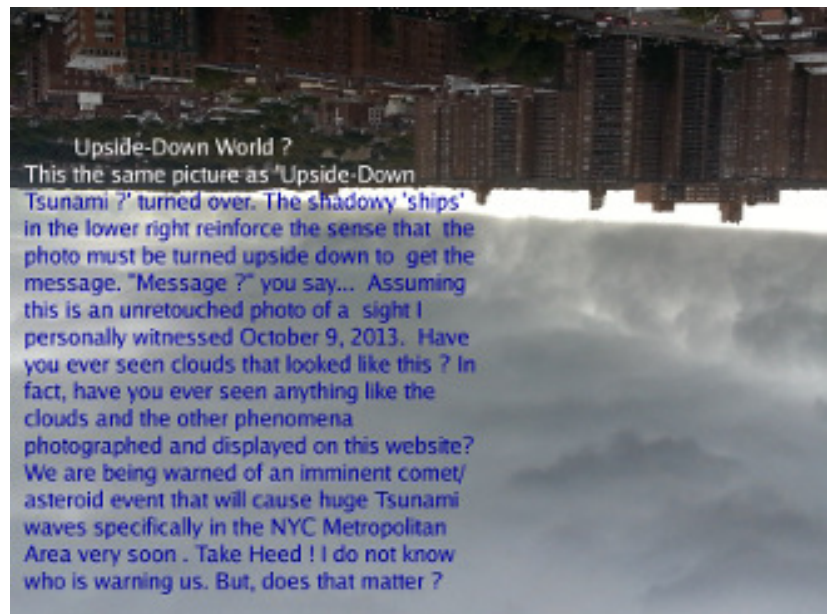 Upside-Down World ?
This the same picture as 'Upside-Down
Tsunami ?' turned over. The shadowy 'ships'
in the lower right reinforce the sense that the
photo must be turned upside down to get the
message. "Message ?" you say... Assuming
this is an unretouched photo of a sight I
personally witnessed October 9, 2013. Have
you ever seen clouds that looked like this ? In
fact, have you ever seen anything like the
clouds and the other phenomena
photographed and displayed on this website?
We are being warned of an imminent comet/
asteroid event that will cause huge Tsunami
waves specifically in the NYC Metropolitan
Area very soon . Take Heed ! I do not know
who is warning us. But, does that matter ?